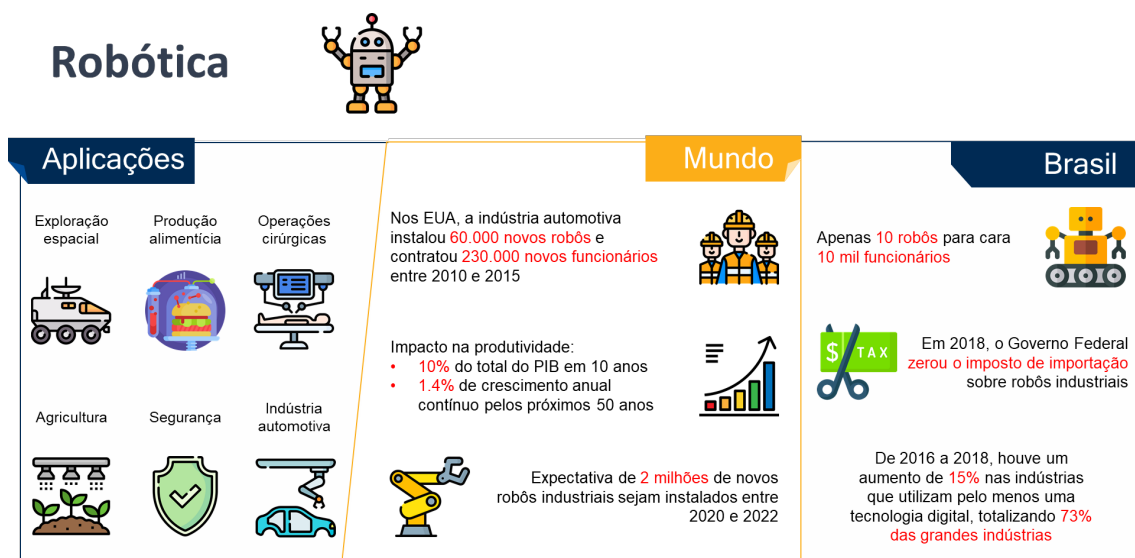 Robótica
Aplicações
Exploração
espacial
Produção
alimentícia
Operações
cirúrgicas
Agricultura
Segurança
Indústria
automotiva
Mundo
Nos EUA, a indústria automotiva
instalou 60.000 novos robôs e
contratou 230.000 novos funcionários
entre 2010 e 2015
Impacto na produtividade:
• 10% do total do PIB em 10 anos
• 1.4% de crescimento anual
contínuo pelos próximos 50 anos
Expectativa de 2 milhões de novos
robôs industriais sejam instalados entre
2020 e 2022
Brasil
Apenas 10 robôs para cara
10 mil funcionários
$ TAX
Em 2018, o Governo Federal
zerou o imposto de importação
sobre robôs industriais
De 2016 a 2018, houve um
aumento de 15% nas indústrias
que utilizam pelo menos uma
tecnologia digital, totalizando 73%
das grandes indústrias